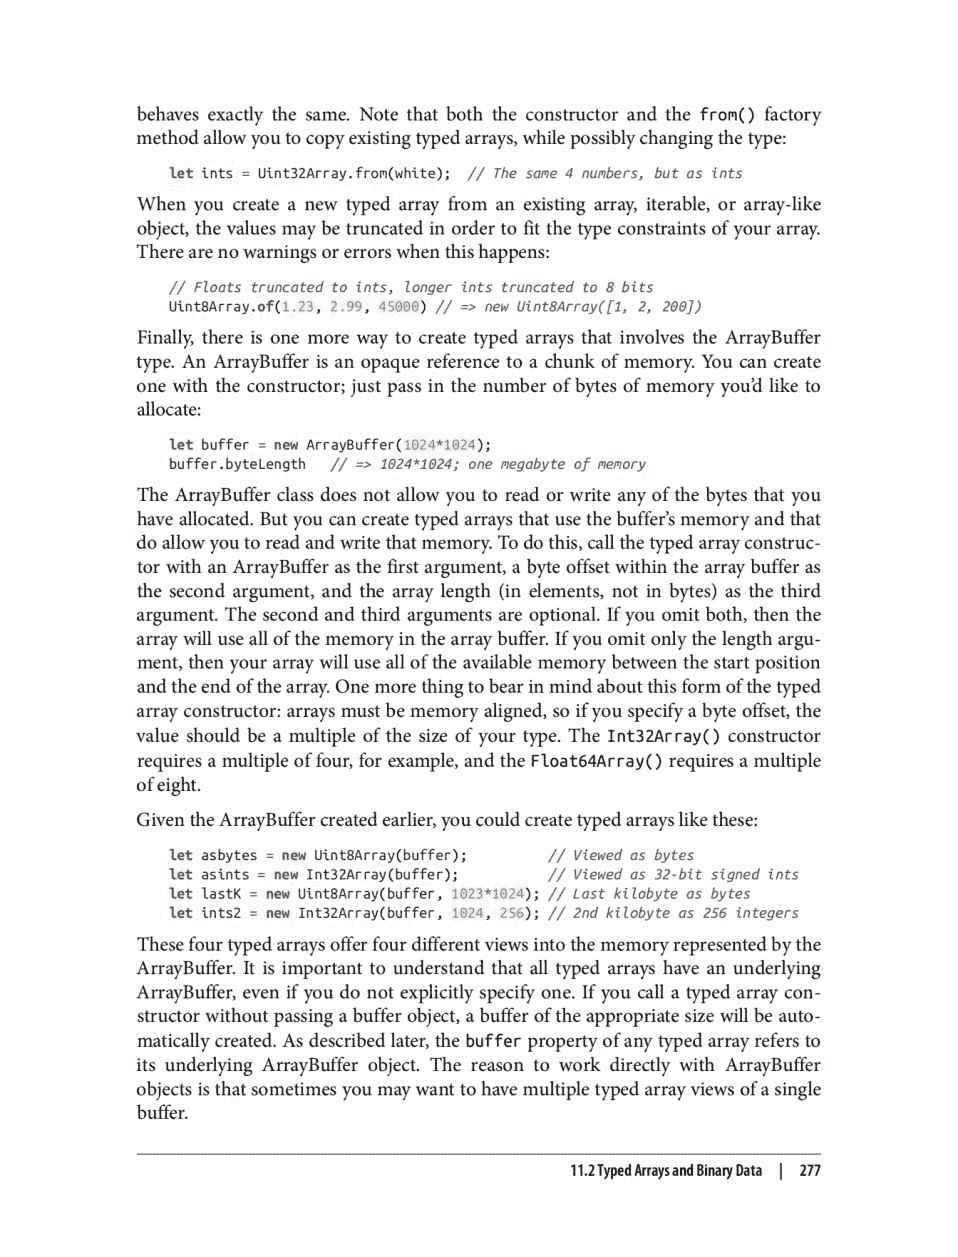 behaves exactly the same. Note that both the constructor and the from() factory
method allow you to copy existing typed arrays, while possibly changing the type:
let ints = Uint32Array.from(white);  // The same 4 numbers, but as ints
When you create a new typed array from an existing array, iterable, or array-like
object, the values may be truncated in order to fit the type constraints of your array.
There are no warnings or errors when this happens:
// Floats truncated to ints, longer ints truncated to 8 bits
Uint8Array.of(1.23, 2.99, 45000) // => new Uint8Array([1, 2, 200])
Finally, there is one more way to create typed arrays that involves the ArrayBuffer
type. An ArrayBuffer is an opaque reference to a chunk of memory. You can create
one with the constructor; just pass in the number of bytes of memory you’d like to
allocate:
let buffer = new ArrayBuffer(1024*1024);
buffer.byteLength   // => 1024*1024; one megabyte of memory
The ArrayBuffer class does not allow you to read or write any of the bytes that you
have allocated. But you can create typed arrays that use the buffer’s memory and that
do allow you to read and write that memory. To do this, call the typed array construc-
tor with an ArrayBuffer as the first argument, a byte offset within the array buffer as
the second argument, and the array length (in elements, not in bytes) as the third
argument. The second and third arguments are optional. If you omit both, then the
array will use all of the memory in the array buffer. If you omit only the length argu-
ment, then your array will use all of the available memory between the start position
and the end of the array. One more thing to bear in mind about this form of the typed
array constructor: arrays must be memory aligned, so if you specify a byte offset, the
value should be a multiple of the size of your type. The Int32Array() constructor
requires a multiple of four, for example, and the Float64Array() requires a multiple
of eight.
Given the ArrayBuffer created earlier, you could create typed arrays like these:
let asbytes = new Uint8Array(buffer);          // Viewed as bytes
let asints = new Int32Array(buffer);           // Viewed as 32-bit signed ints
let lastK = new Uint8Array(buffer, 1023*1024); // Last kilobyte as bytes
let ints2 = new Int32Array(buffer, 1024, 256); // 2nd kilobyte as 256 integers
These four typed arrays offer four different views into the memory represented by the
ArrayBuffer. It is important to understand that all typed arrays have an underlying
ArrayBuffer, even if you do not explicitly specify one. If you call a typed array con-
structor without passing a buffer object, a buffer of the appropriate size will be auto-
matically created. As described later, the buffer property of any typed array refers to
its underlying ArrayBuffer object. The reason to work directly with ArrayBuffer
objects is that sometimes you may want to have multiple typed array views of a single
buffer.
11.2 Typed Arrays and Binary Data | 277